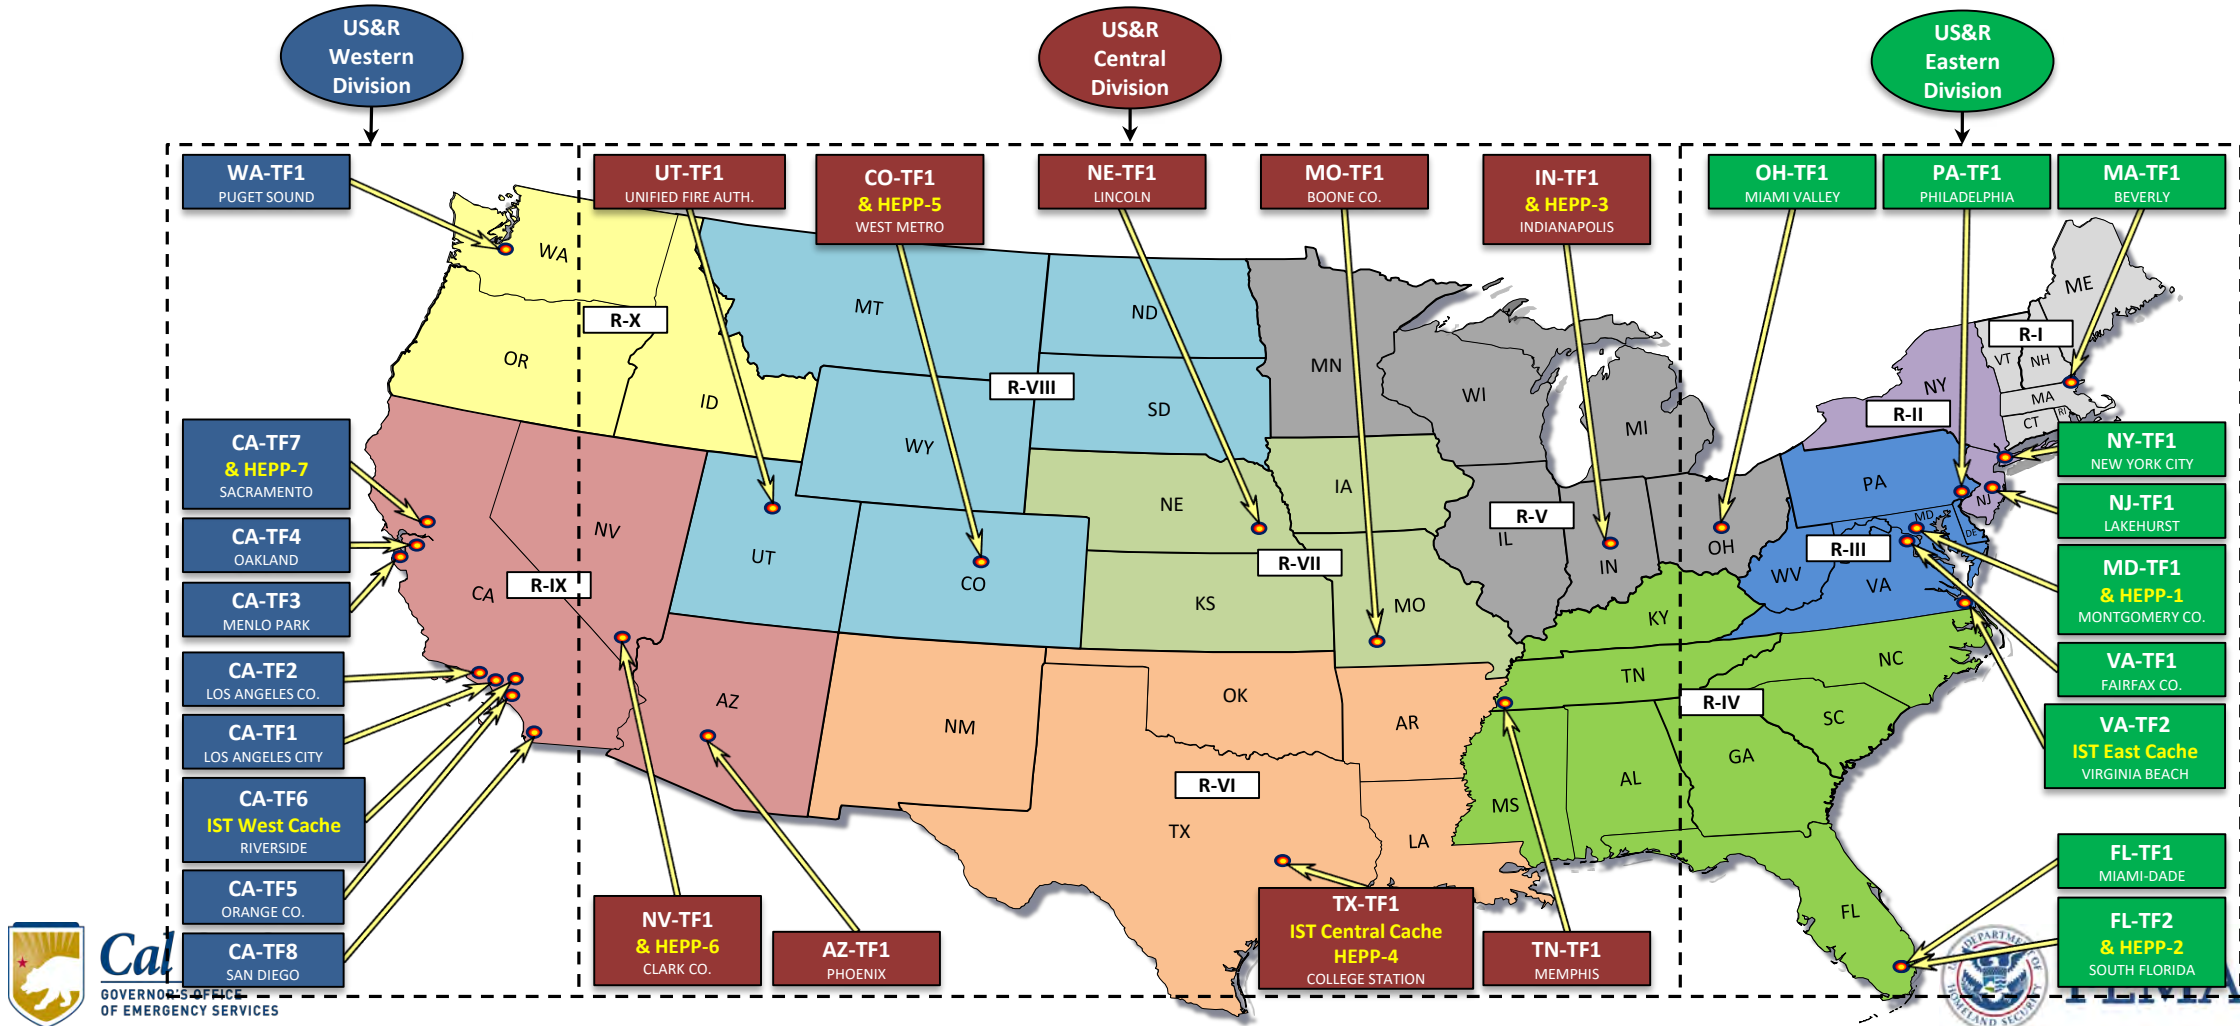 US&R
Western
Division
US&R
Central
Division
US&R
Eastern
Division
WA-TF1
PUGET SOUND
UT-TF1
UNIFIED FIRE AUTH.
CO-TF1
& HEPP-5
WEST METRO
NE-TF1
LINCOLN
MO-TF1
BOONE CO.
IN-TF1
& HEPP-3
INDIANAPOLIS
OH-TF1
MIAMI VALLEY
PA-TF1
PHILADELPHIA
MA-TF1
BEVERLY
CA-TF7
& HEPP-7
SACRAMENTO
CA-TF4
OAKLAND
CA-TF3
MENLO PARK
CA-TF2
LOS ANGELES CO.
CA-TF1
LOS ANGELES CITY
CA-TF6
IST West Cache
RIVERSIDE
CA-TF5
ORANGE CO.
CA-TF8
SAN DIEGO
NV-TF1
& HEPP-6
CLARK CO.
AZ-TF1
PHOENIX
TX-TF1
IST Central Cache
HEPP-4
COLLEGE STATION
TN-TF1
MEMPHIS
NY-TF1
NEW YORK CITY
NJ-TF1
LAKEHURST
MD-TF1
& HEPP-1
MONTGOMERY CO.
VA-TF1
FAIRFAX CO.
VA-TF2
IST East Cache
VIRGINIA BEACH
FL-TF1
MIAMI-DADE
FL-TF2
& HEPP-2
SOUTH FLORIDA
R-X
R-VIII
R-IX
R-VII
R-VI
R-V
R-IV
R-III
R-II
R-I
WA
OR
ID
MT
ND
SD
WY
MN
WI
MI
NE
IA
IL
IN
OH
UT
CO
KS
MO
CA
NV
AZ
NM
OK
TX
AR
LA
MS
AL
GA
FL
SC
NC
TN
KY
WV
VA
PA
MD
DE
NJ
NY
CT
RI
MA
VT
NH
ME
Cal
GOVERNOR'S OFFICE
OF EMERGENCY SERVICES
DEPARTMENT OF
HOMELAND SECURITY
FEMA